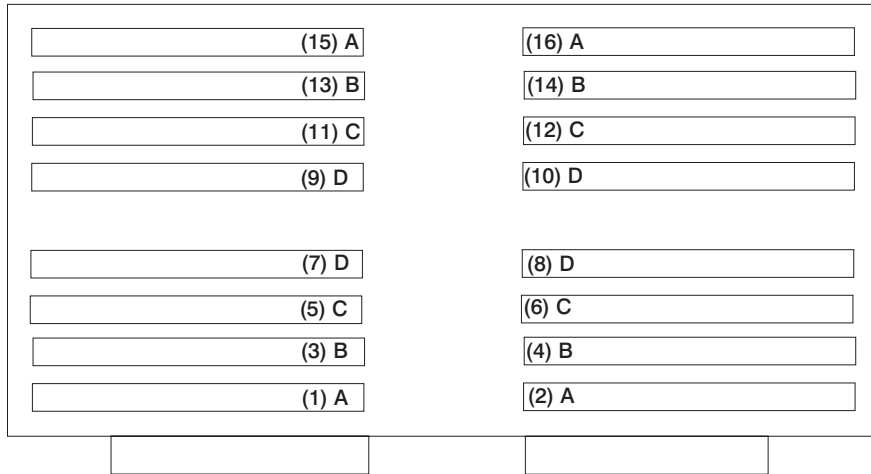 (15) A (16) A
(13) B (14) B
(11) C (12) C
(9) D (10) D
(7) D (8) D
(5) C (6) C
(3) B (4) B
(1) A (2) A